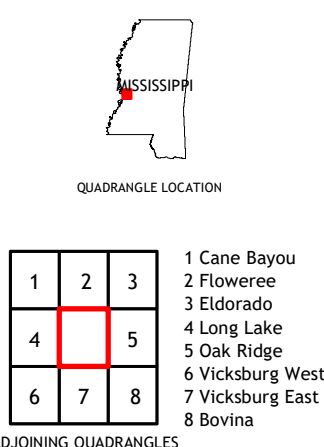 MISSISSIPPI
QUADRANGLE LOCATION
1 2 3
4 5
6 7 8
1 Cane Bayou
2 Floweree
3 Eldorado
4 Long Lake
5 Oak Ridge
6 Vicksburg West
7 Vicksburg East
8 Bovina
ADJOINING QUADRANGLES